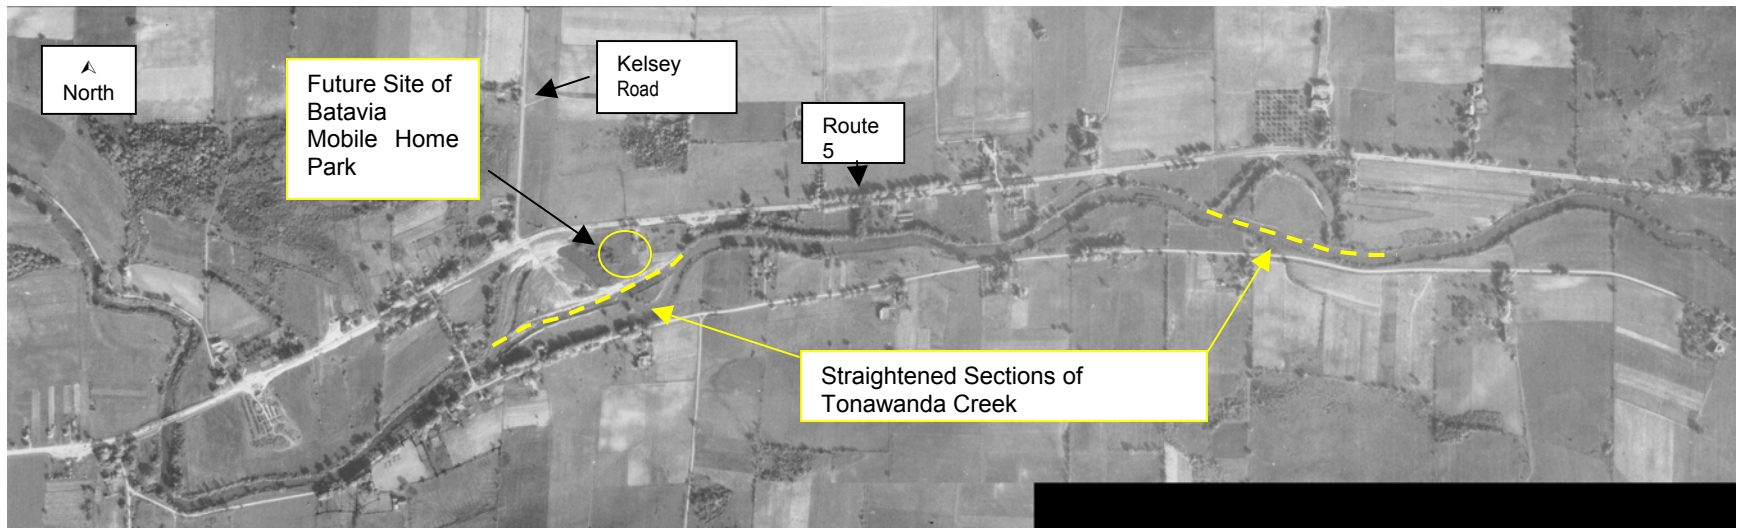 North
Future Site of
Batavia
Mobile Home
Park
Kelsey
Road
Route
5
Straightened Sections of
Tonawanda Creek